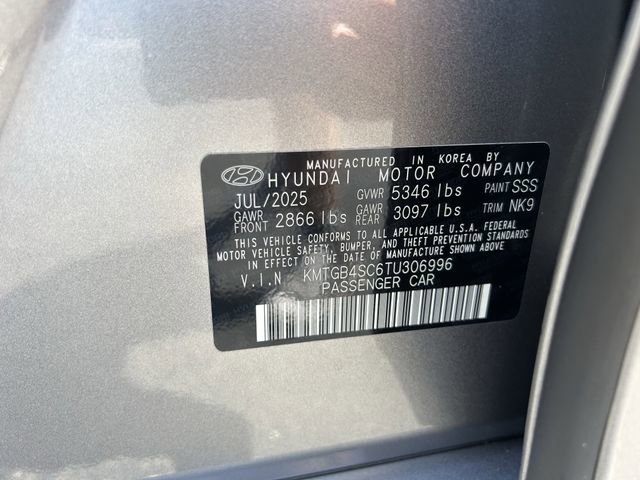 MANUFACTURED IN KOREA BY
HYUNDAI MOTOR COMPANY
JUL/2025 GVWR 5346 lbs PAINT SSS
GAWR FRONT 2866 lbs GAWR REAR 3097 lbs TRIM NK9
THIS VEHICLE CONFORMS TO ALL APPLICABLE U.S.A. FEDERAL
MOTOR VEHICLE SAFETY, BUMPER, AND THEFT PREVENTION STANDARDS
IN EFFECT ON THE DATE OF MANUFACTURE SHOWN ABOVE.
V.I.N KMTGB4SC6TU306996
PASSENGER CAR